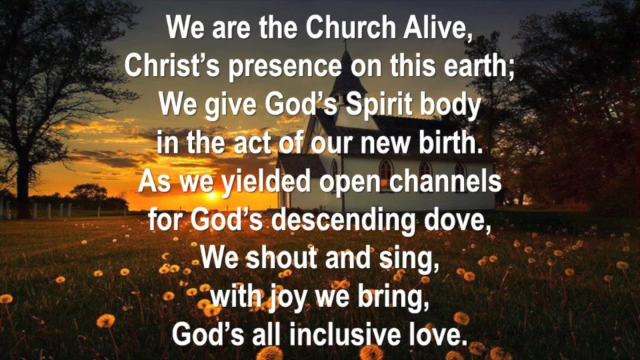 We are the Church Alive,
Christ's presence on this earth;
We give God's Spirit body
in the act of our new birth.
As we yielded open channels
for God's descending dove,
We shout and sing,
with joy we bring,
God's all inclusive love.